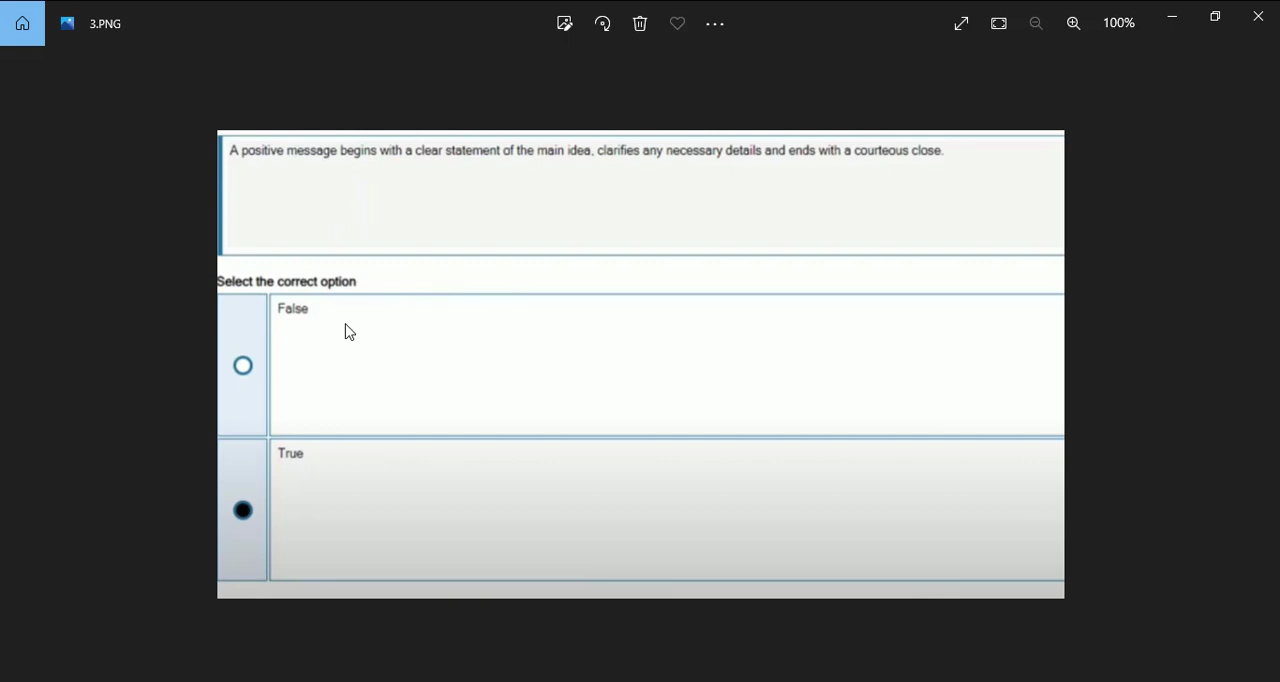 3.PNG
100%
A positive message begins with a clear statement of the main idea, clarifies any necessary details and ends with a courteous close.
Select the correct option
False
True